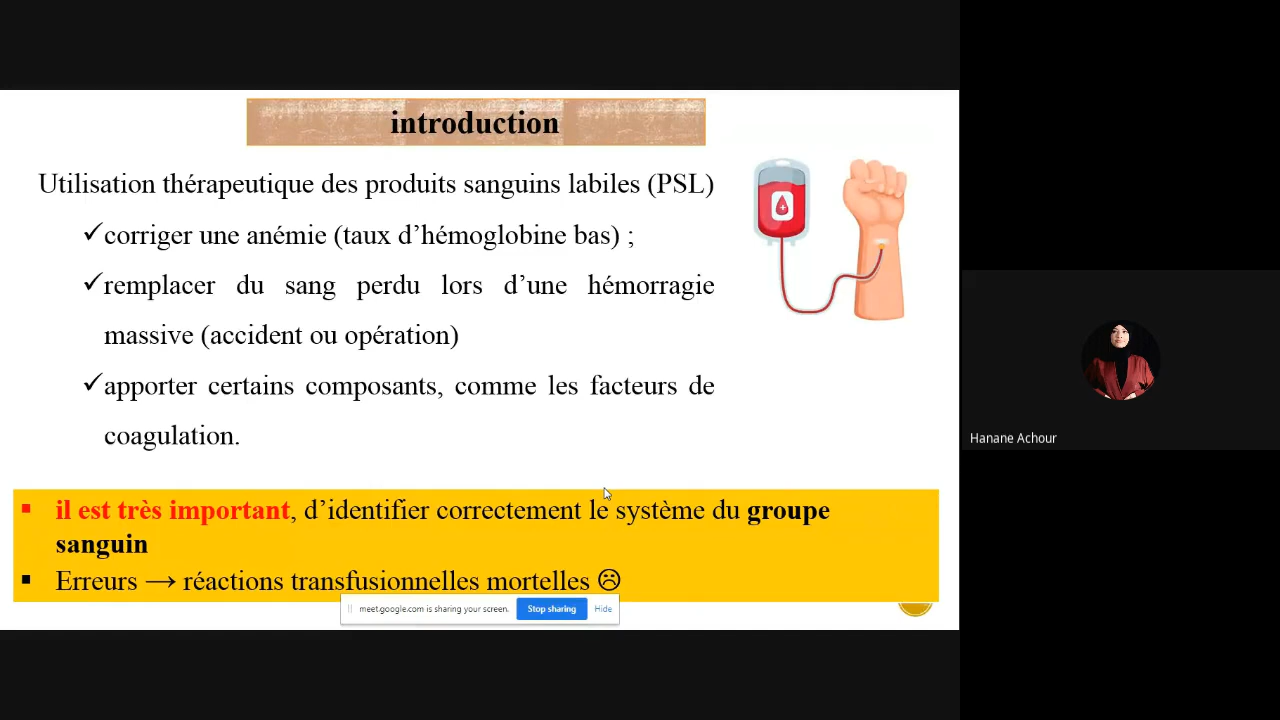 introduction
Utilisation thérapeutique des produits sanguins labiles (PSL)
✓corriger une anémie (taux d’hémoglobine bas) ;
✓remplacer du sang perdu lors d’une hémorragie
massive (accident ou opération)
✓apporter certains composants, comme les facteurs de
coagulation.
▪ il est très important, d’identifier correctement le système du groupe
sanguin
▪ Erreurs → réactions transfusionnelles mortelles ☹
meet.google.com is sharing your screen. Stop sharing Hide
Hanane Achour